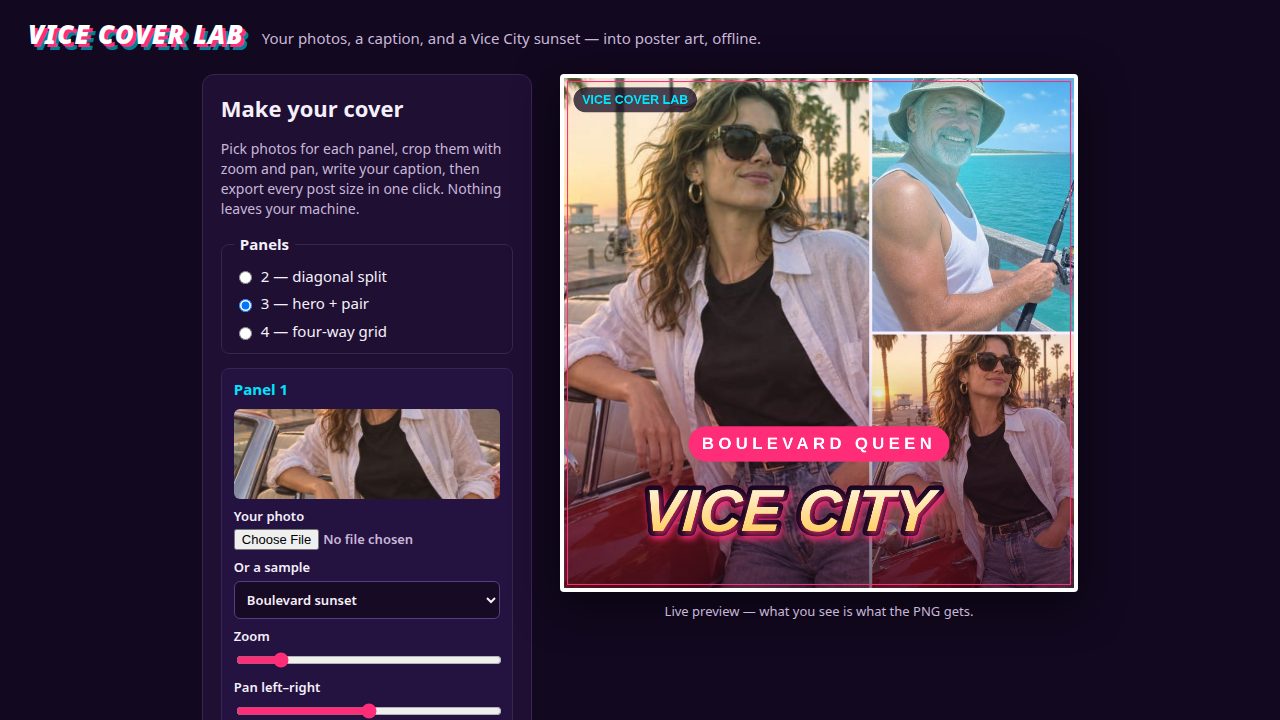 VICE COVER LAB
Your photos, a caption, and a Vice City sunset — into poster art, offline.
Make your cover
Pick photos for each panel, crop them with
zoom and pan, write your caption, then
export every post size in one click. Nothing
leaves your machine.
Panels
2 — diagonal split
3 — hero + pair
4 — four-way grid
Panel 1
Your photo
Choose File No file chosen
Or a sample
Boulevard sunset
Zoom
Pan left–right
VICE COVER LAB
BOULEVARD QUEEN
VICE CITY
Live preview — what you see is what the PNG gets.